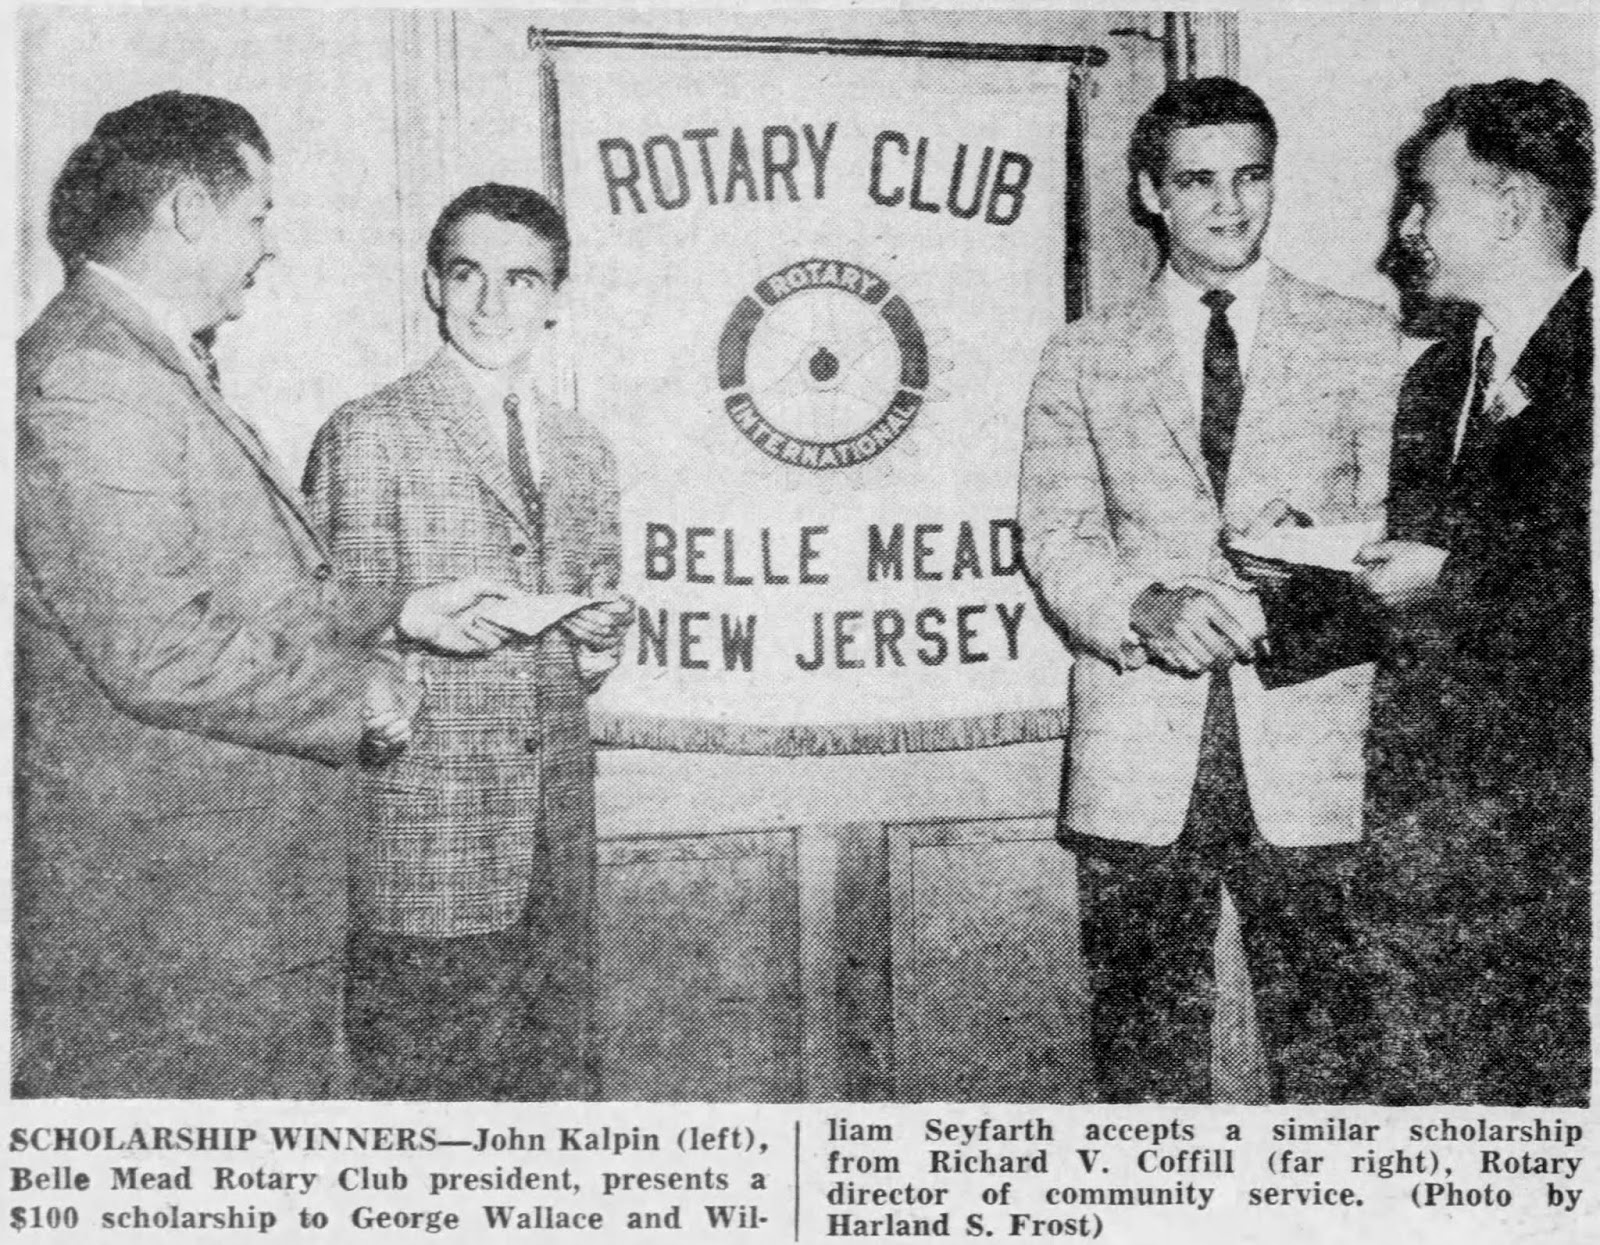 ROTARY CLUB
ROTARY
INTERNATIONAL
BELLE MEAD
NEW JERSEY
SCHOLARSHIP WINNERS—John Kalpin (left),
Belle Mead Rotary Club president, presents a
$100 scholarship to George Wallace and Wil-
liam Seyfarth accepts a similar scholarship
from Richard V. Coffill (far right), Rotary
director of community service. (Photo by
Harland S. Frost)